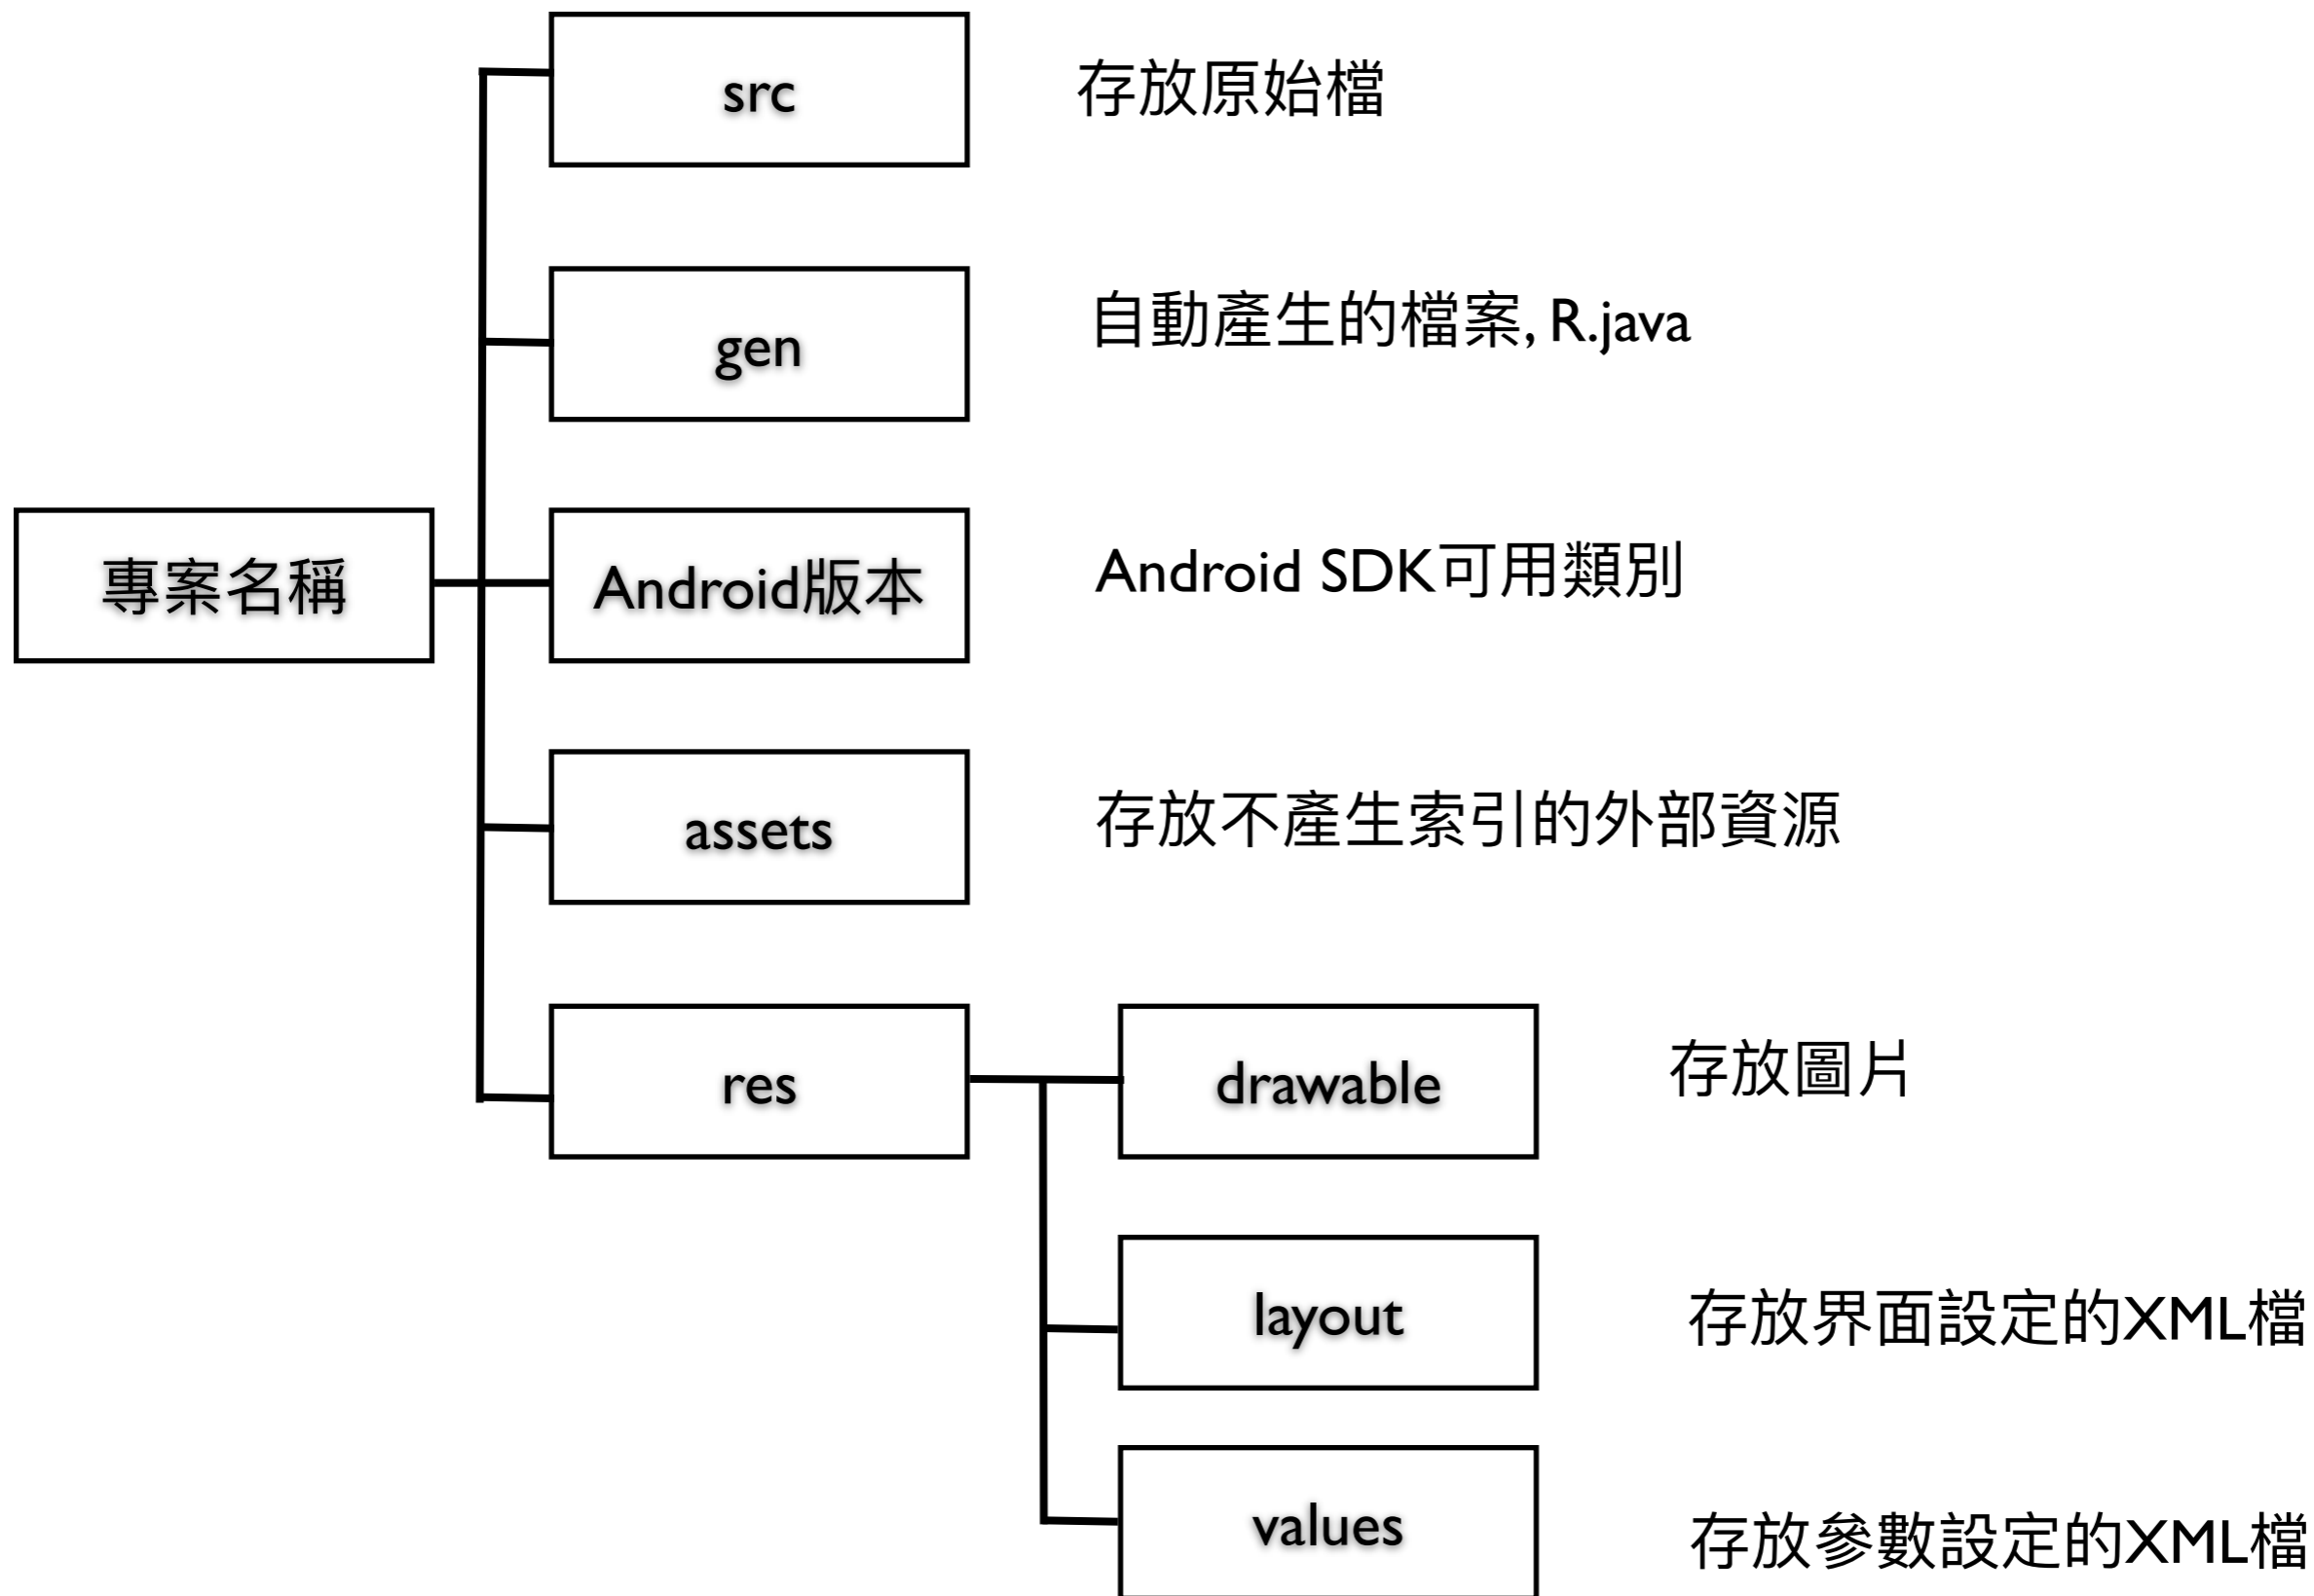 src
存放原始檔
gen
自動產生的檔案, R.java
專案名稱
Android版本
Android SDK可用類別
assets
存放不產生索引的外部資源
res
drawable
存放圖片
layout
存放界面設定的XML檔
values
存放參數設定的XML檔